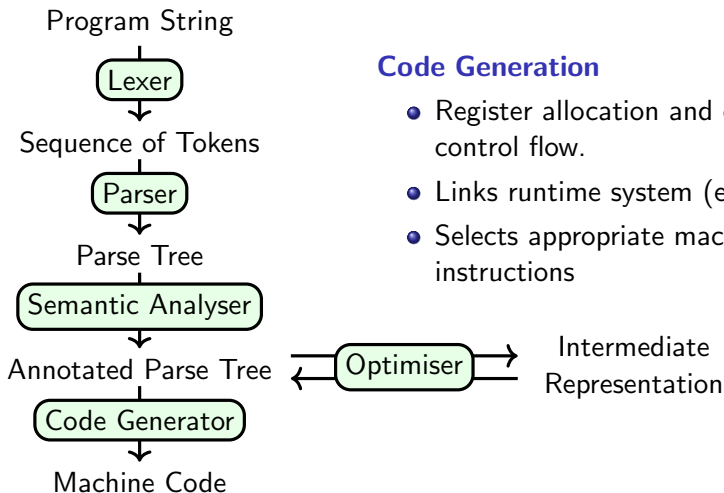 Program String
Lexer
Sequence of Tokens
Parser
Parse Tree
Semantic Analyser
Annotated Parse Tree
Code Generator
Machine Code
Optimiser
Intermediate
Representation
Code Generation
Register allocation and
control flow.
Links runtime system (e
Selects appropriate mac
instructions